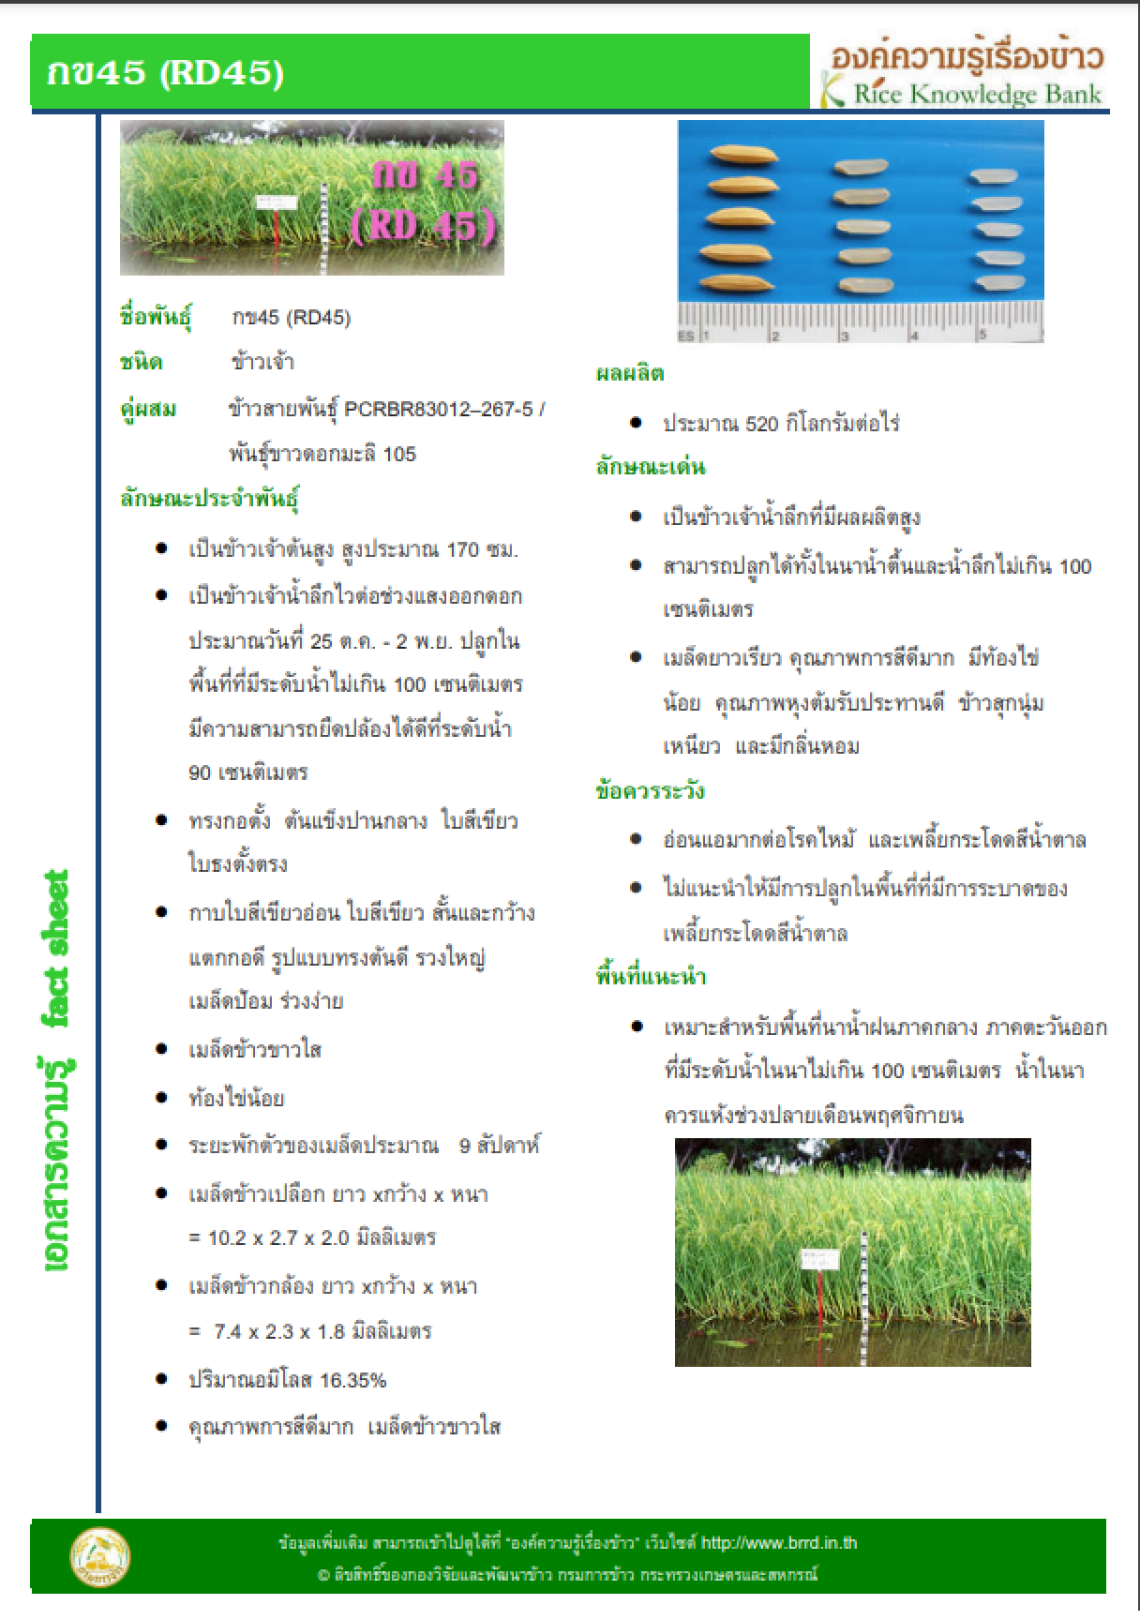 กข45 (RD45)
องค์ความรู้เรื่องข้าว
Rice Knowledge Bank
กข 45
(RD 45)
ชื่อพันธุ์ กข45 (RD45)
ชนิด ข้าวเจ้า
คู่ผสม ข้าวสายพันธุ์ PCRBR83012–267-5 /
พันธุ์ขาวดอกมะลิ 105
ลักษณะประจำพันธุ์
● เป็นข้าวเจ้าต้นสูง สูงประมาณ 170 ซม.
● เป็นข้าวเจ้าน้ำลึกไวต่อช่วงแสงออกดอก
ประมาณวันที่ 25 ต.ค. - 2 พ.ย. ปลูกใน
พื้นที่ที่มีระดับน้ำไม่เกิน 100 เซนติเมตร
มีความสามารถยืดปล้องได้ดีที่ระดับน้ำ
90 เซนติเมตร
● ทรงกอตั้ง ต้นแข็งปานกลาง ใบสีเขียว
ใบธงตั้งตรง
● กาบใบสีเขียวอ่อน ใบสีเขียว สั้นและกว้าง
แตกกอดี รูปแบบทรงต้นดี รวงใหญ่
เมล็ดป้อม ร่วงง่าย
● เมล็ดข้าวขาวใส
● ท้องไข่น้อย
● ระยะพักตัวของเมล็ดประมาณ 9 สัปดาห์
● เมล็ดข้าวเปลือก ยาว xกว้าง x หนา
= 10.2 x 2.7 x 2.0 มิลลิเมตร
● เมล็ดข้าวกล้อง ยาว xกว้าง x หนา
= 7.4 x 2.3 x 1.8 มิลลิเมตร
● ปริมาณอมิโลส 16.35%
● คุณภาพการสีดีมาก เมล็ดข้าวขาวใส
ES 1 2 3 4 5
ผลผลิต
● ประมาณ 520 กิโลกรัมต่อไร่
ลักษณะเด่น
● เป็นข้าวเจ้าน้ำลึกที่มีผลผลิตสูง
● สามารถปลูกได้ทั้งในนาน้ำตื้นและน้ำลึกไม่เกิน 100
เซนติเมตร
● เมล็ดยาวเรียว คุณภาพการสีดีมาก มีท้องไข่
น้อย คุณภาพหุงต้มรับประทานดี ข้าวสุกนุ่ม
เหนียว และมีกลิ่นหอม
ข้อควรระวัง
● อ่อนแอมากต่อโรคไหม้ และเพลี้ยกระโดดสีน้ำตาล
● ไม่แนะนำให้มีการปลูกในพื้นที่ที่มีการระบาดของ
เพลี้ยกระโดดสีน้ำตาล
พื้นที่แนะนำ
● เหมาะสำหรับพื้นที่นาน้ำฝนภาคกลาง ภาคตะวันออก
ที่มีระดับน้ำในนาไม่เกิน 100 เซนติเมตร น้ำในนา
ควรแห้งช่วงปลายเดือนพฤศจิกายน
เอกสารความรู้ fact sheet
ข้อมูลเพิ่มเติม สามารถเข้าไปดูได้ที่ "องค์ความรู้เรื่องข้าว" เว็บไซต์ http://www.brrd.in.th
© ลิขสิทธิ์ของกองวิจัยและพัฒนาข้าว กรมการข้าว กระทรวงเกษตรและสหกรณ์